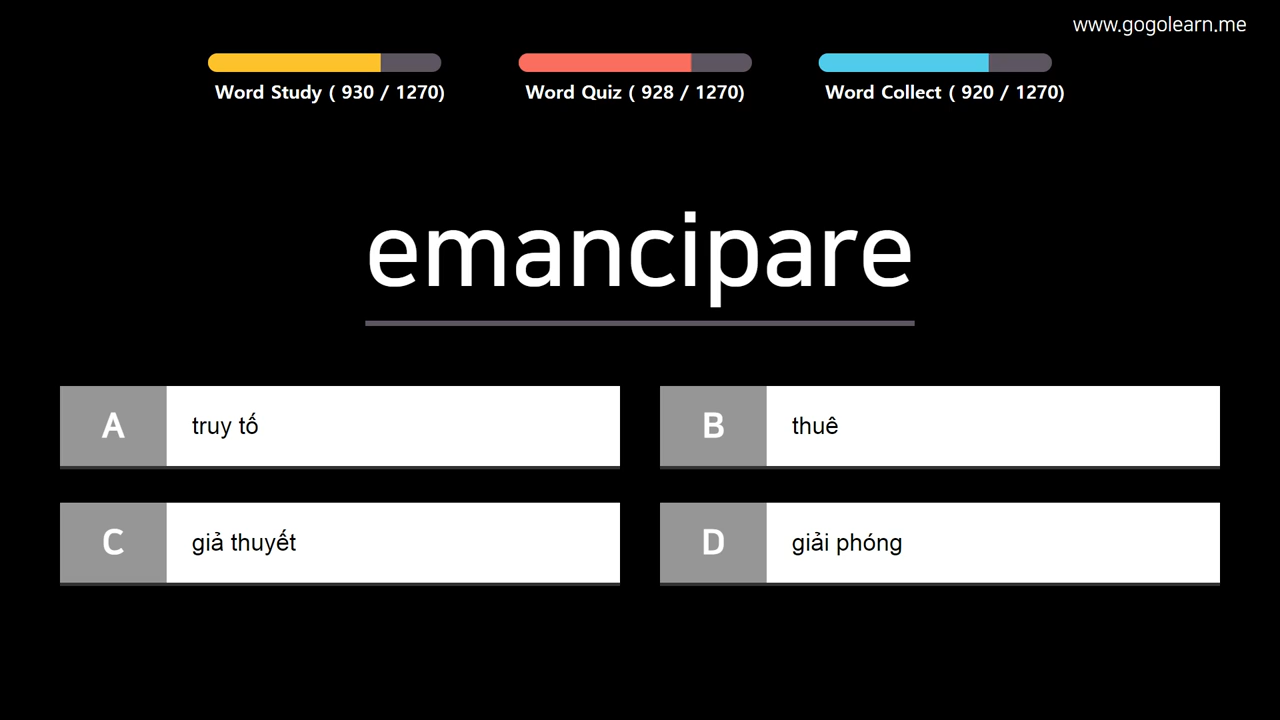 www.gogolearn.me
Word Study ( 930 / 1270)
Word Quiz ( 928 / 1270)
Word Collect ( 920 / 1270)
emancipare
A truy tố
B thuê
C giả thuyết
D giải phóng